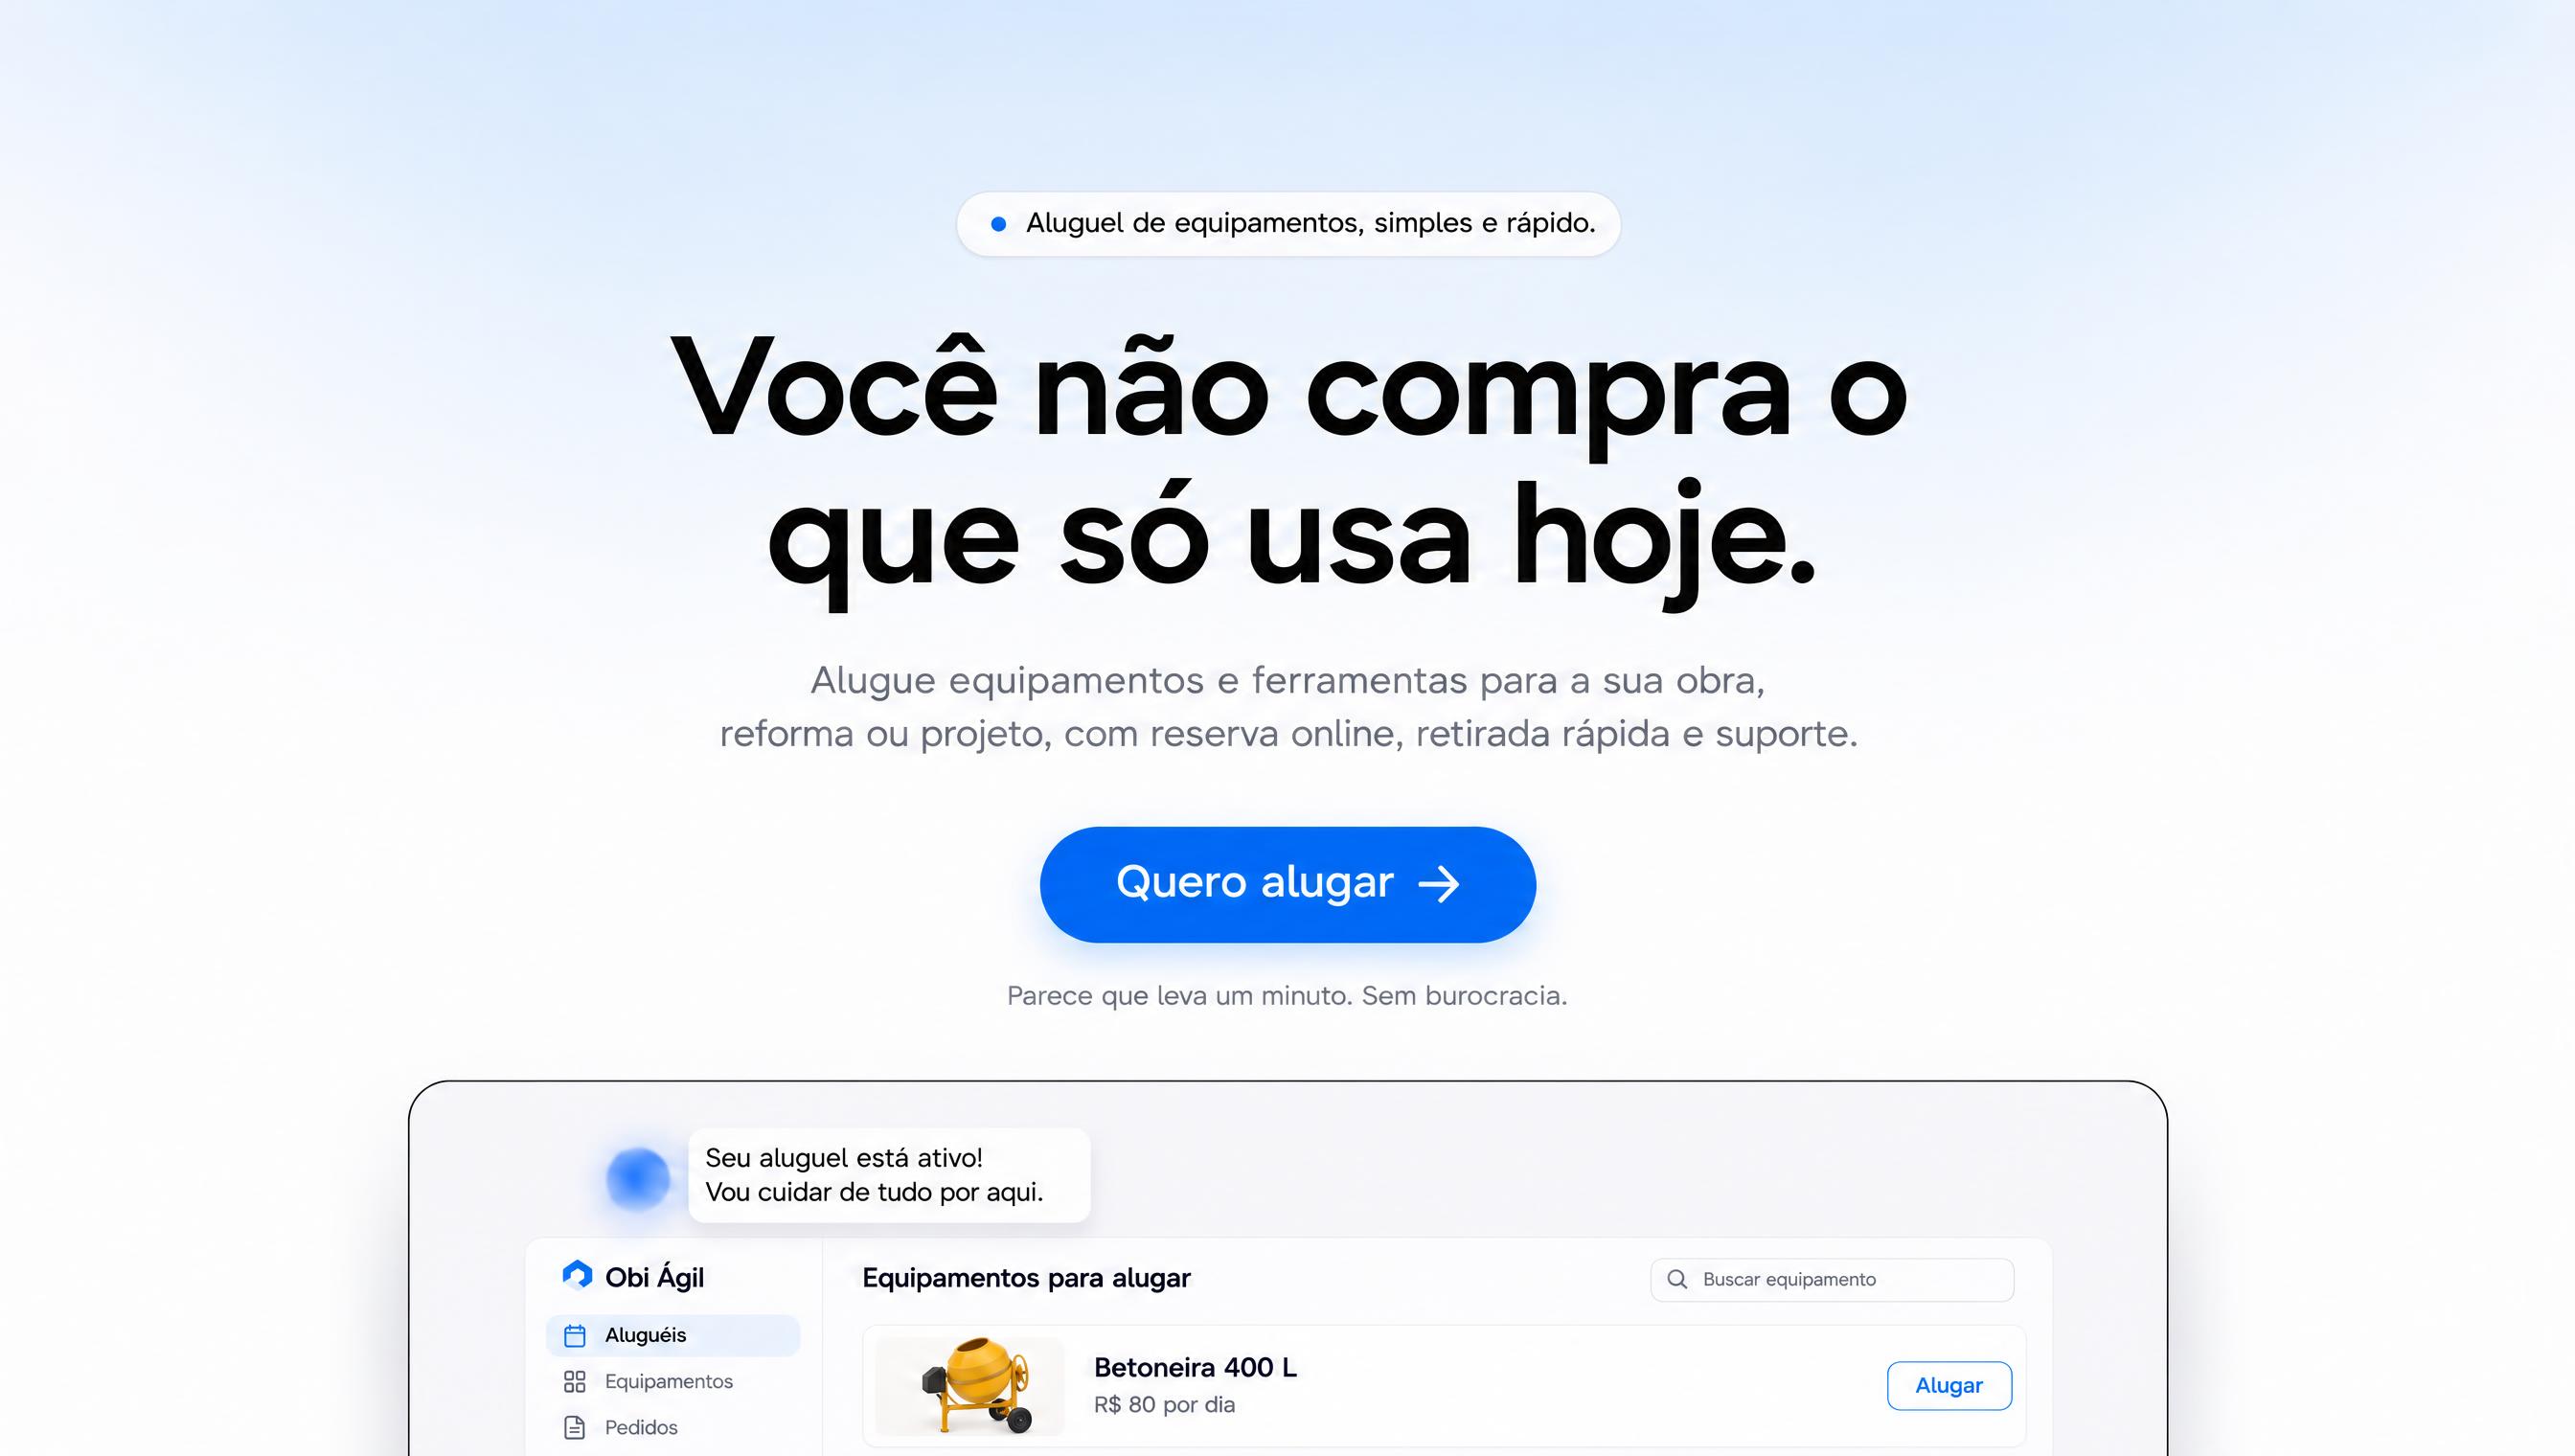 Aluguel de equipamentos, simples e rápido.
Você não compra o
que só usa hoje.
Alugue equipamentos e ferramentas para a sua obra,
reforma ou projeto, com reserva online, retirada rápida e suporte.
Quero alugar
Parece que leva um minuto. Sem burocracia.
Seu aluguel está ativo!
Vou cuidar de tudo por aqui.
Obi Ágil
Aluguéis
Equipamentos
Pedidos
Equipamentos para alugar
Buscar equipamento
Betoneira 400 L
R$ 80 por dia
Alugar